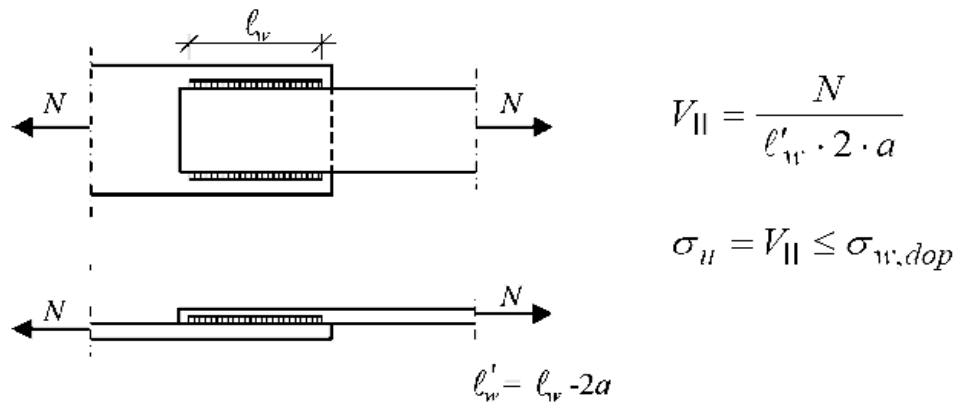 ℓw
N
N
V|| = N / (ℓ'w · 2 · a)
σu = V|| ≤ σw,dop
N
N
ℓ'w = ℓw -2a